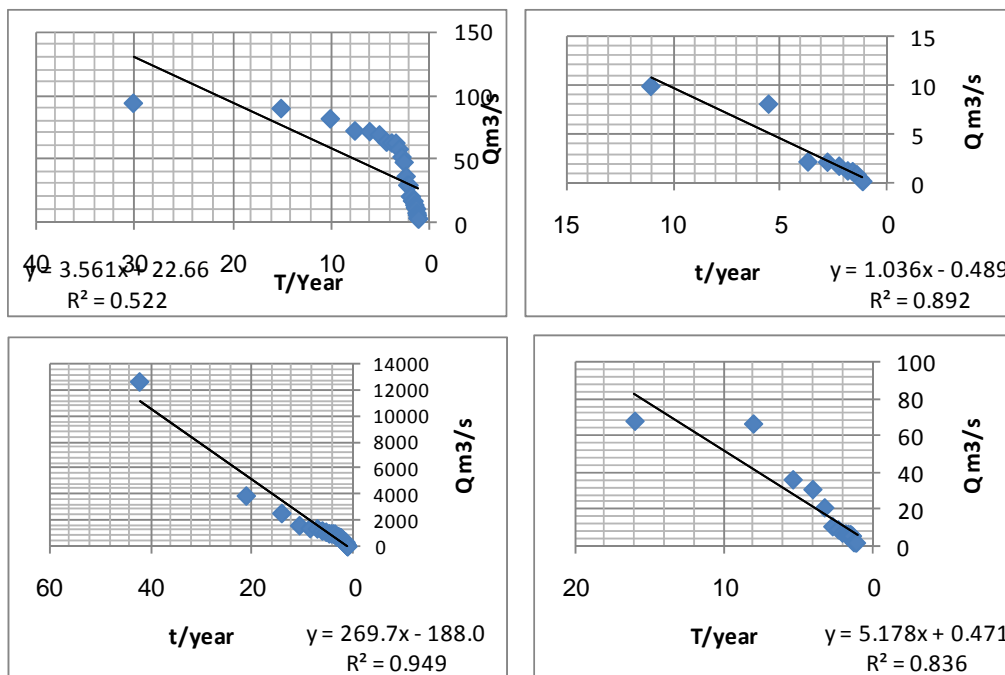 150
100
50
0
Qm3/s
40
30
20
10
0
T/Year
y = 3.561x + 22.66
R² = 0.522
15
10
5
0
Q m3/s
15
10
5
0
t/year
y = 1.036x - 0.489
R² = 0.892
14000
12000
10000
8000
6000
4000
2000
0
Q m3/s
60
40
20
0
t/year
y = 269.7x - 188.0
R² = 0.949
100
80
60
40
20
0
Q m3/s
20
10
0
T/year
y = 5.178x + 0.471
R² = 0.836